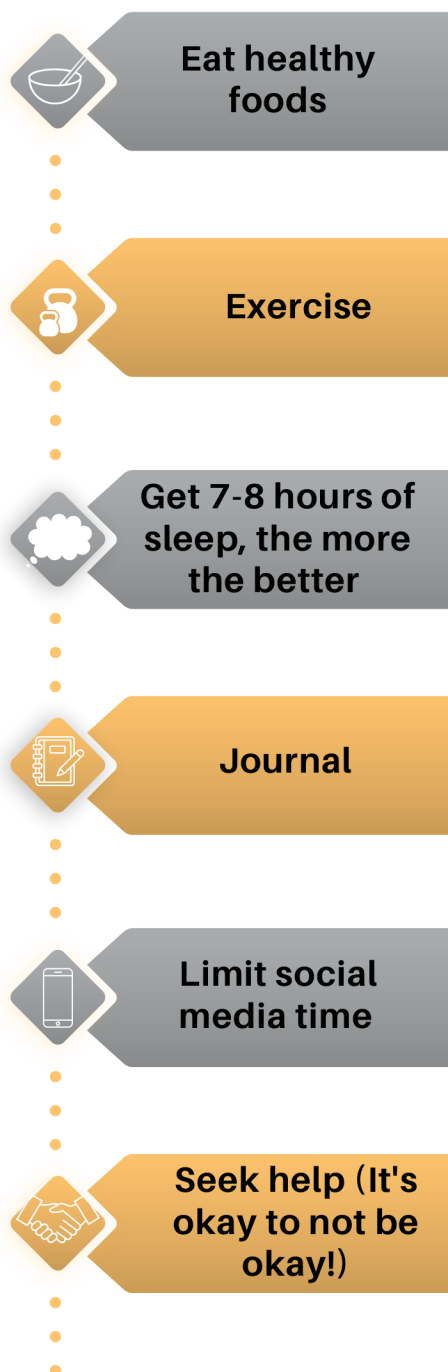 Eat healthy
foods
Exercise
Get 7-8 hours of
sleep, the more
the better
Journal
Limit social
media time
Seek help (It's
okay to not be
okay!)